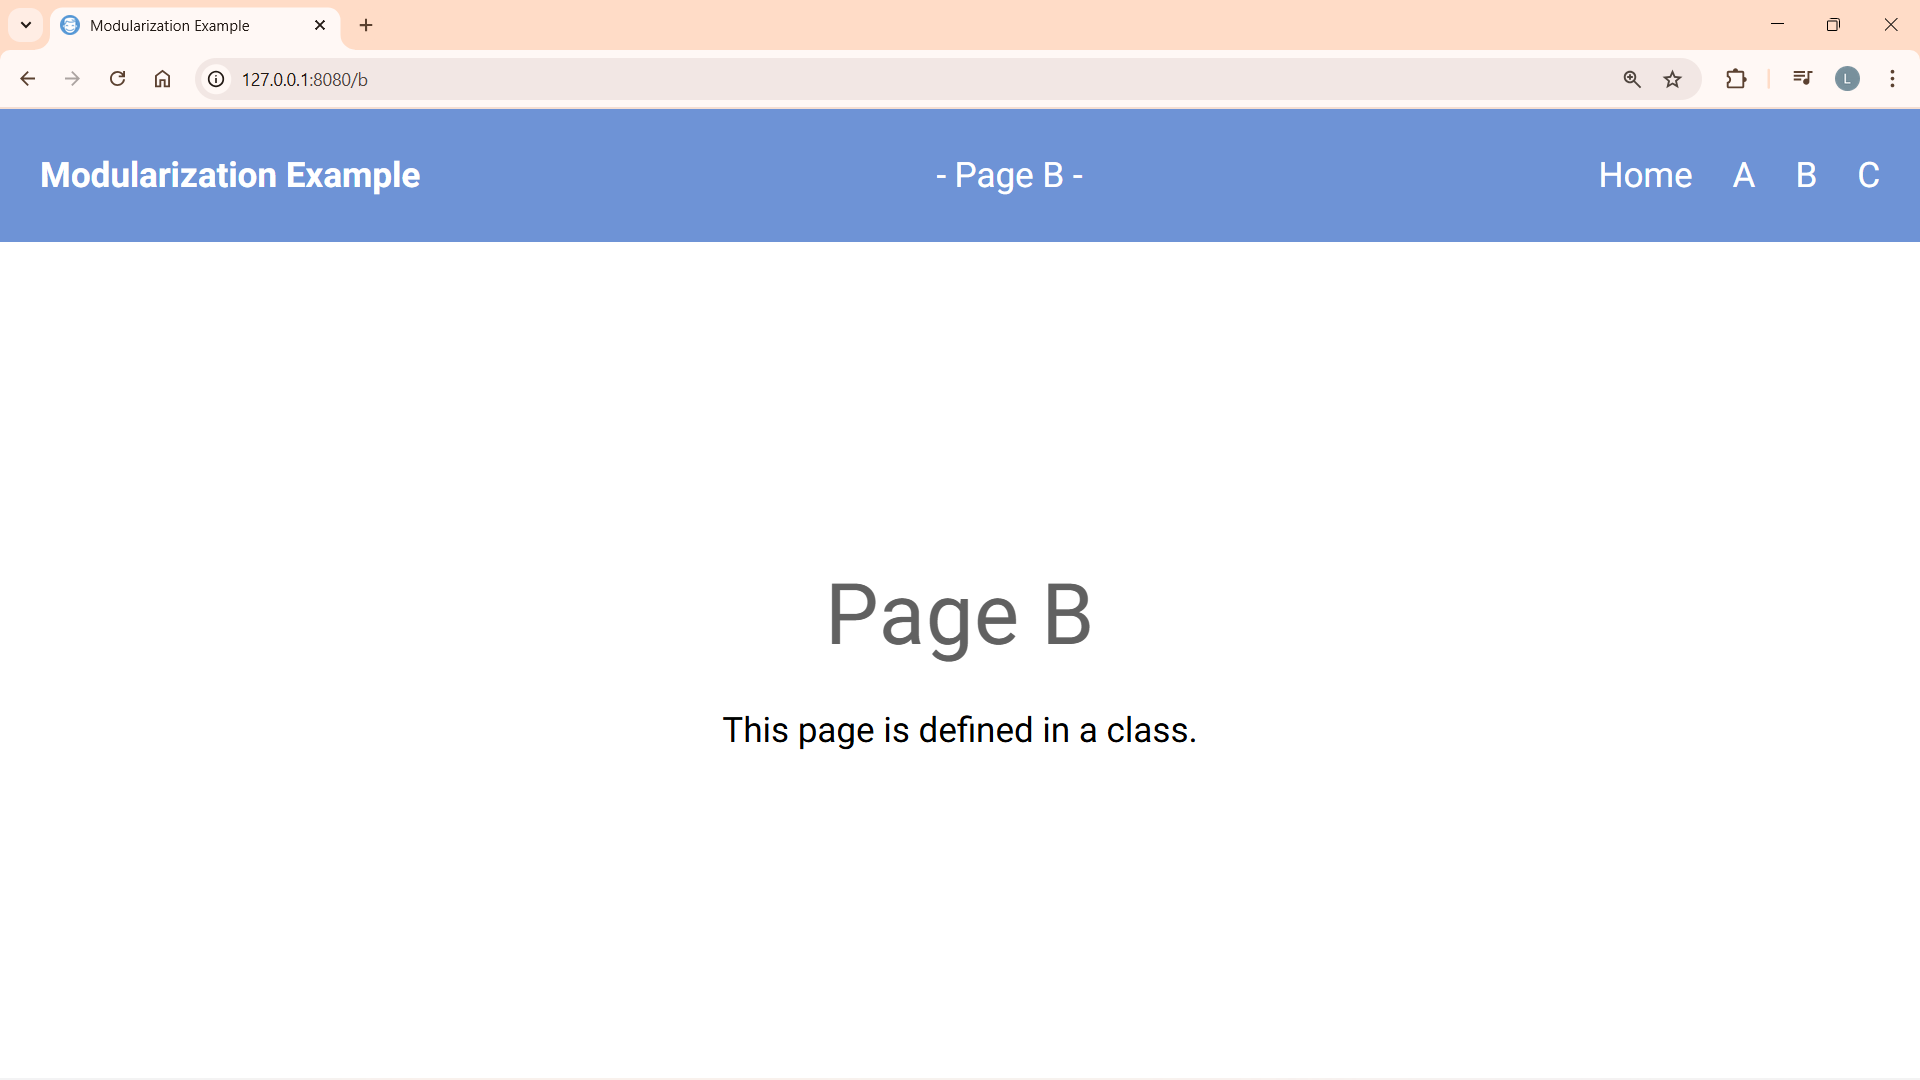 Modularization Example
127.0.0.1:8080/b
L
Modularization Example - Page B - Home A B C
Page B
This page is defined in a class.